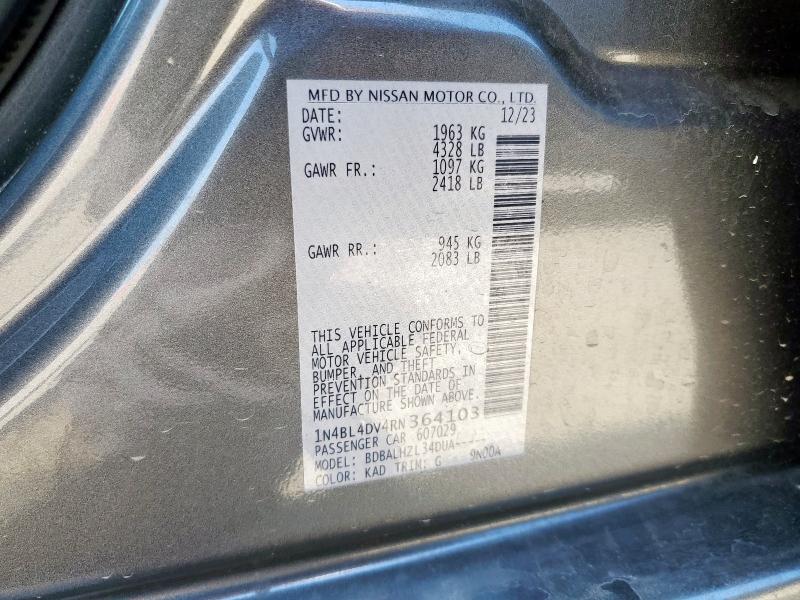 MFD BY NISSAN MOTOR CO., LTD.
DATE: 12/23
GVWR: 1963 KG
4328 LB
GAWR FR.: 1097 KG
2418 LB
GAWR RR.: 945 KG
2083 LB
THIS VEHICLE CONFORMS TO
ALL APPLICABLE FEDERAL
MOTOR VEHICLE SAFETY,
BUMPER, AND THEFT
PREVENTION STANDARDS IN
EFFECT ON THE DATE OF
MANUFACTURE SHOWN ABOVE.
1N4BL4DV4RN364103
PASSENGER CAR 607029
MODEL: BDBALHZL34DUA-----
COLOR: KAD TRIM: G 9N00A